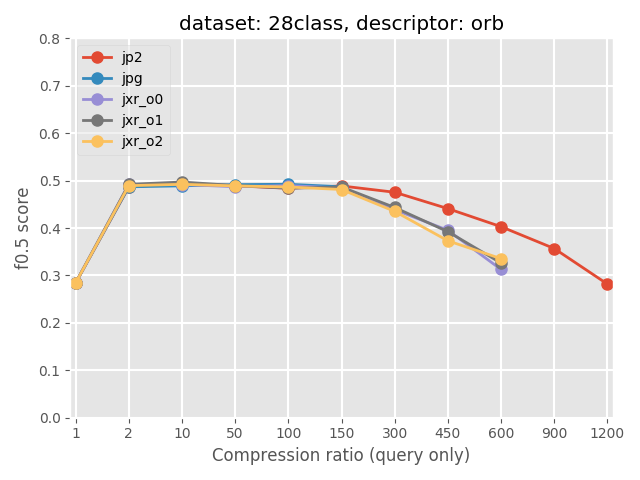 dataset: 28class, descriptor: orb
0.8
0.7
0.6
0.5
0.4
0.3
0.2
0.1
0.0
f0.5 score
jp2
jpg
jxr_o0
jxr_o1
jxr_o2
1 2 10 50 100 150 300 450 600 900 1200
Compression ratio (query only)